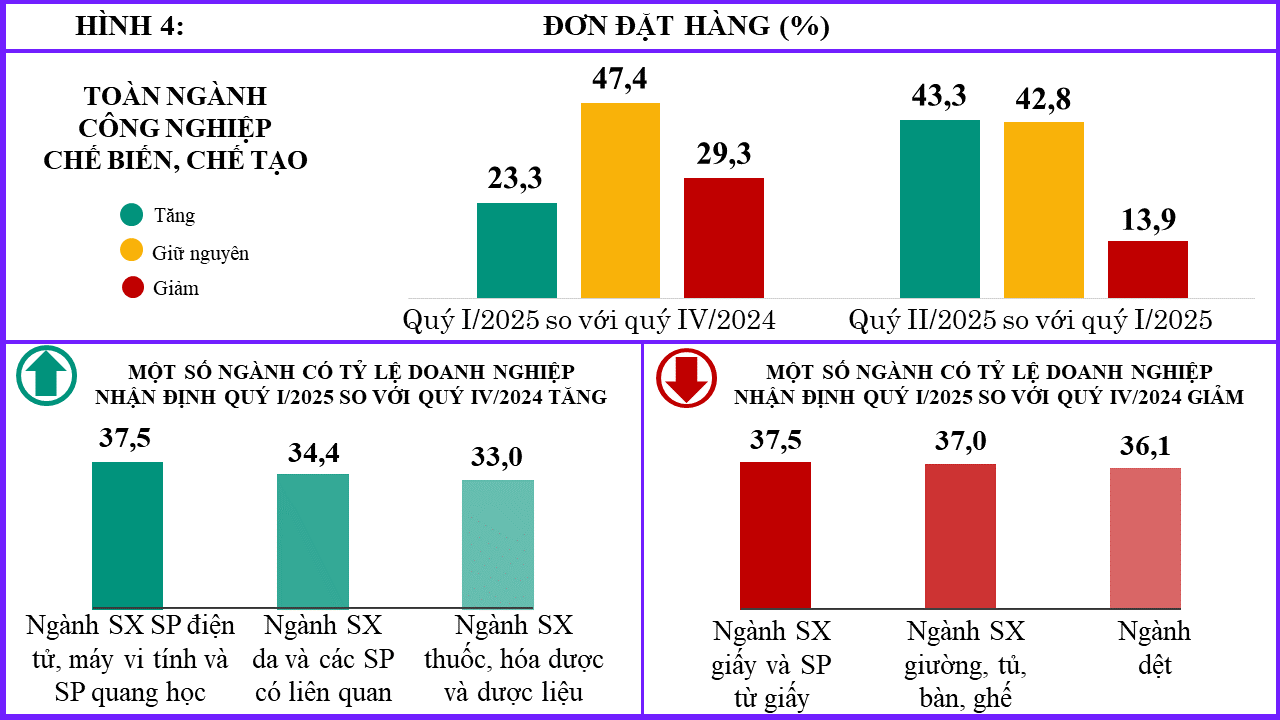 HÌNH 4:
ĐƠN ĐẶT HÀNG (%)
TOÀN NGÀNH
CÔNG NGHIỆP
CHẾ BIẾN, CHẾ TẠO
Tăng
Giữ nguyên
Giảm
23,3
47,4
29,3
43,3
42,8
13,9
Quý I/2025 so với quý IV/2024
Quý II/2025 so với quý I/2025
MỘT SỐ NGÀNH CÓ TỶ LỆ DOANH NGHIỆP
NHẬN ĐỊNH QUÝ I/2025 SO VỚI QUÝ IV/2024 TĂNG
37,5
34,4
33,0
Ngành SX SP điện
tử, máy vi tính và
SP quang học
Ngành SX
da và các SP
có liên quan
Ngành SX
thuốc, hóa dược
và dược liệu
MỘT SỐ NGÀNH CÓ TỶ LỆ DOANH NGHIỆP
NHẬN ĐỊNH QUÝ I/2025 SO VỚI QUÝ IV/2024 GIẢM
37,5
37,0
36,1
Ngành SX
giấy và SP
từ giấy
Ngành SX
giường, tủ,
bàn, ghế
Ngành
dệt